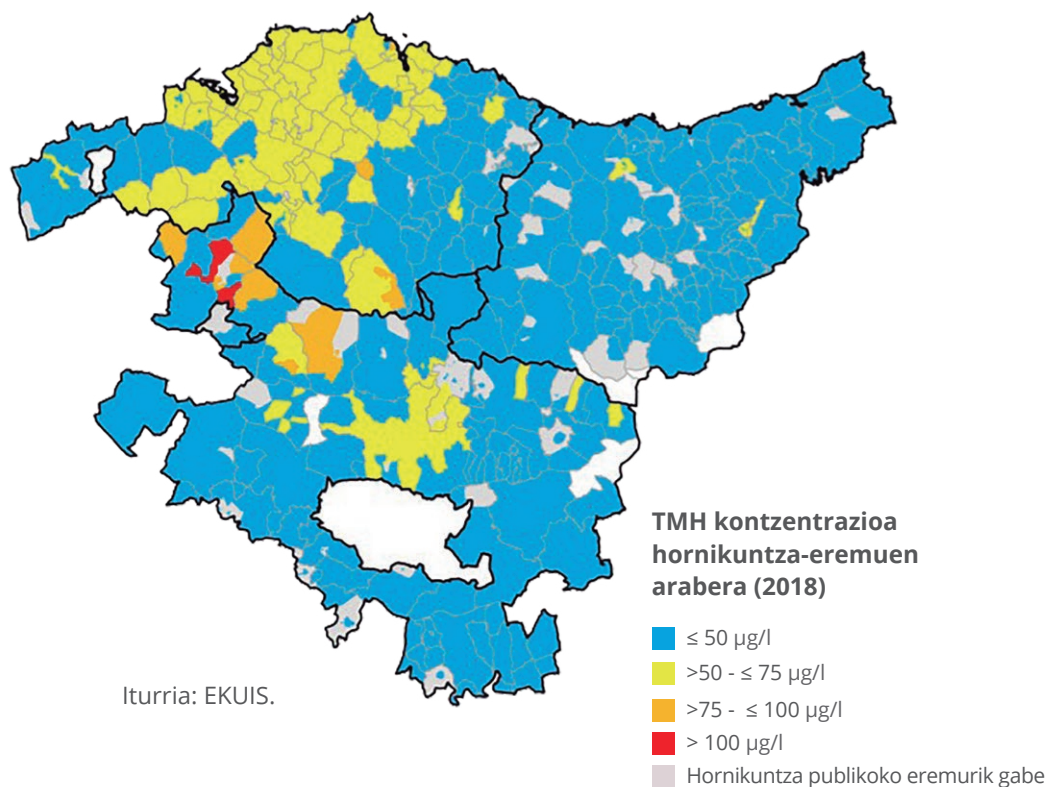 TMH kontzentrazioa
hornikuntza-eremuen
arabera (2018)
≤ 50 µg/l
>50 - ≤ 75 µg/l
>75 - ≤ 100 µg/l
> 100 µg/l
Hornikuntza publikoko eremurik gabe
Iturria: EKUIS.